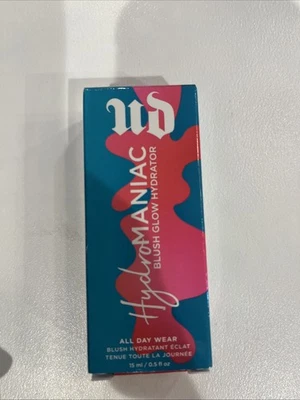 UD
HydroMANIAC
BLUSH GLOW HYDRATOR
ALL DAY WEAR
BLUSH HYDRATANT ÉCLAT
TENUE TOUTE LA JOURNÉE
15 ml / 0.5 fl oz